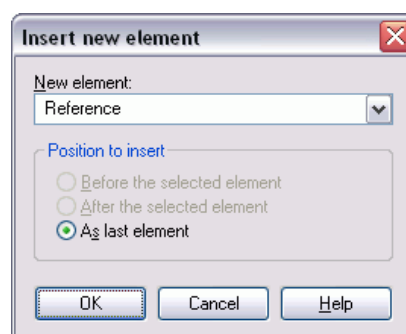 Insert new element
New element:
Reference
Position to insert
Before the selected element
After the selected element
As last element
OK Cancel Help